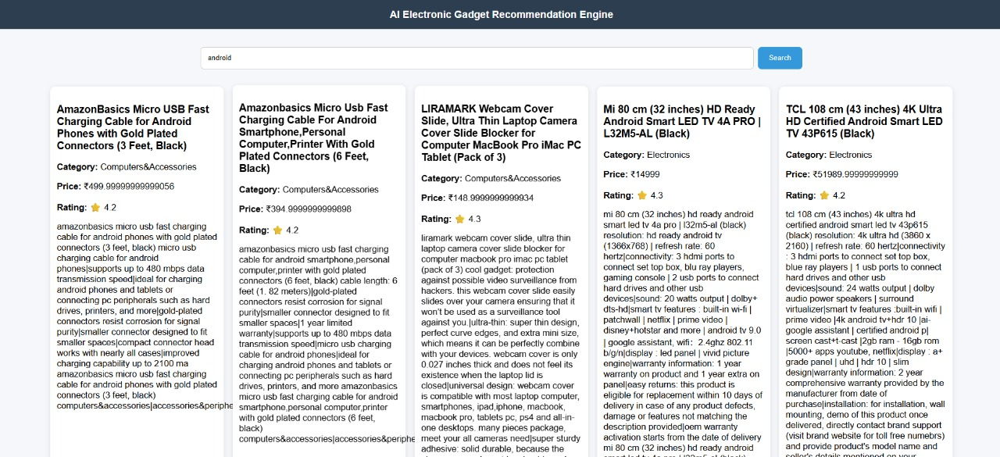 AI Electronic Gadget Recommendation Engine
android
Search
AmazonBasics Micro USB Fast
Charging Cable for Android
Phones with Gold Plated
Connectors (3 Feet, Black)
Category: Computers&Accessories
Price: ₹499.99999999999056
Rating: ⭐ 4.2
amazonbasics micro usb fast charging
cable for android phones with gold plated
connectors (3 feet, black) micro usb
charging cable for android
phones|supports up to 480 mbps data
transmission speed|ideal for charging
android phones and tablets or
connecting pc peripherals such as hard
drives, printers, and more|gold-plated
connectors resist corrosion for signal
purity|smaller connector designed to fit
smaller spaces|compact connector head
works with nearly all cases|improved
charging capability up to 2100 ma
amazonbasics micro usb fast charging
cable for android phones with gold plated
connectors (3 feet, black)
computers&accessories|accessories&periphe
Amazonbasics Micro Usb Fast
Charging Cable For Android
Smartphone,Personal
Computer,Printer With Gold
Plated Connectors (6 Feet,
Black)
Category: Computers&Accessories
Price: ₹394.9999999999898
Rating: ⭐ 4.2
amazonbasics micro usb fast charging
cable for android smartphone,personal
computer,printer with gold plated
connectors (6 feet, black) cable length: 6
feet (1. 82 meters)|gold-plated
connectors resist corrosion for signal
purity|smaller connector designed to fit
smaller spaces|1 year limited
warranty|supports up to 480 mbps data
transmission speed|micro usb charging
cable for android phones|ideal for
charging android phones and tablets or
connecting pc peripherals such as hard
drives, printers, and more amazonbasics
micro usb fast charging cable for android
smartphone,personal computer,printer
with gold plated connectors (6 feet,
black)
computers&accessories|accessories&periphe
LIRAMARK Webcam Cover
Slide, Ultra Thin Laptop Camera
Cover Slide Blocker for
Computer MacBook Pro iMac PC
Tablet (Pack of 3)
Category: Computers&Accessories
Price: ₹148.9999999999934
Rating: ⭐ 4.3
liramark webcam cover slide, ultra thin
laptop camera cover slide blocker for
computer macbook pro imac pc tablet
(pack of 3) cool gadget: protection
against possible video surveillance from
hackers. this webcam cover slide easily
slides over your camera ensuring that it
won't be used as a surveillance tool
against you.|ultra-thin: super thin design,
perfect curve edges, and extra mini size,
which means it can be perfectly combine
with your devices. webcam cover is only
0.027 inches thick and does not feel its
existence when the laptop lid is
closed|universal design: webcam cover
is compatible with most laptop computer,
smartphones, ipad,iphone, macbook,
macbook pro, tablets pc, ps4 and all-in-
one desktops. many pieces package,
meet your all cameras need|super sturdy
adhesive: solid durable, because the
Mi 80 cm (32 inches) HD Ready
Android Smart LED TV 4A PRO |
L32M5-AL (Black)
Category: Electronics
Price: ₹14999
Rating: ⭐ 4.3
mi 80 cm (32 inches) hd ready android
smart led tv 4a pro | l32m5-al (black)
resolution: hd ready android tv
(1366x768) | refresh rate: 60
hertz|connectivity: 3 hdmi ports to
connect set top box, blu ray players,
gaming console | 2 usb ports to connect
hard drives and other usb
devices|sound: 20 watts output | dolby+
dts-hd|smart tv features : built-in wi-fi |
patchwall | netflix | prime video |
disney+hotstar and more | android tv 9.0
| google assistant, wifi: 2.4ghz 802.11
b/g/n|display : led panel | vivid picture
engine|warranty information: 1 year
warranty on product and 1 year extra on
panel|easy returns: this product is
eligible for replacement within 10 days of
delivery in case of any product defects,
damage or features not matching the
description provided|oem warranty
activation starts from the date of delivery
mi 80 cm (32 inches) hd ready android
smart led tv 4a pro | l32m5-al (black)
TCL 108 cm (43 inches) 4K Ultra
HD Certified Android Smart LED
TV 43P615 (Black)
Category: Electronics
Price: ₹51989.99999999999
Rating: ⭐ 4.2
tcl 108 cm (43 inches) 4k ultra hd
certified android smart led tv 43p615
(black) resolution: 4k ultra hd (3860 x
2160) | refresh rate: 60 hertz|connectivity
: 3 hdmi ports to connect set top box,
blue ray players | 1 usb ports to connect
hard drives and other usb
devices|sound: 24 watts output | dolby
audio power speakers | surround
virtualizer|smart tv features :built-in wifi |
prime video |4k android tv+hdr 10 |ai-
google assistant | certified android p|
screen cast+t-cast |2gb ram - 16gb rom
|5000+ apps youtube, netflix|display : a+
grade panel | uhd | hdr 10 | slim
design|warranty information: 2 year
comprehensive warranty provided by the
manufacturer from date of
purchase|installation: for installation, wall
mounting, demo of this product once
delivered, directly contact brand support
(visit brand website for toll free numebrs)
and provide product's model name and
seller's details mentioned on your